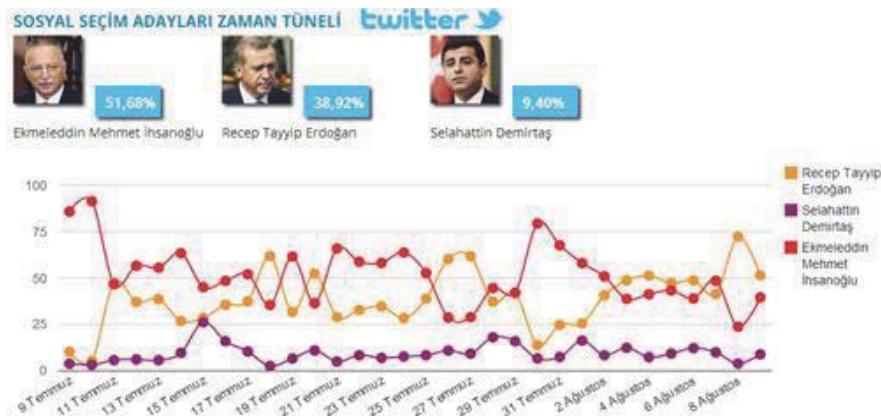 SOSYAL SEÇİM ADAYLARI ZAMAN TÜNELİ twitter
51,68% 38,92% 9,40%
Ekmeleddin Mehmet İhsanoğlu Recep Tayyip Erdoğan Selahattin Demirtaş
Recep Tayyip
Erdoğan
Selahattin
Demirtaş
Ekmeleddin
Mehmet
İhsanoğlu
100
75
50
25
0
9 Temmuz 11 Temmuz 13 Temmuz 15 Temmuz 17 Temmuz 19 Temmuz 21 Temmuz 23 Temmuz 25 Temmuz 27 Temmuz 29 Temmuz 31 Temmuz 2 Ağustos 4 Ağustos 6 Ağustos 8 Ağustos